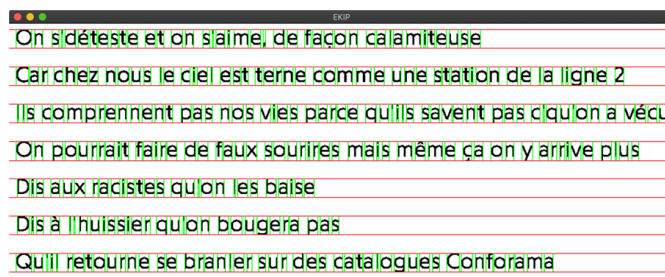 EKIP
On s'déteste et on s'aime, de façon calamiteuse
Car chez nous le ciel est terne comme une station de la ligne 2
Ils comprennent pas nos vies parce qu'ils savent pas c'qu'on a vécu
On pourrait faire de faux sourires mais même ça on y arrive plus
Dis aux racistes qu'on les baise
Dis à l'huissier qu'on bougera pas
Qu'il retourne se branler sur des catalogues Conforama